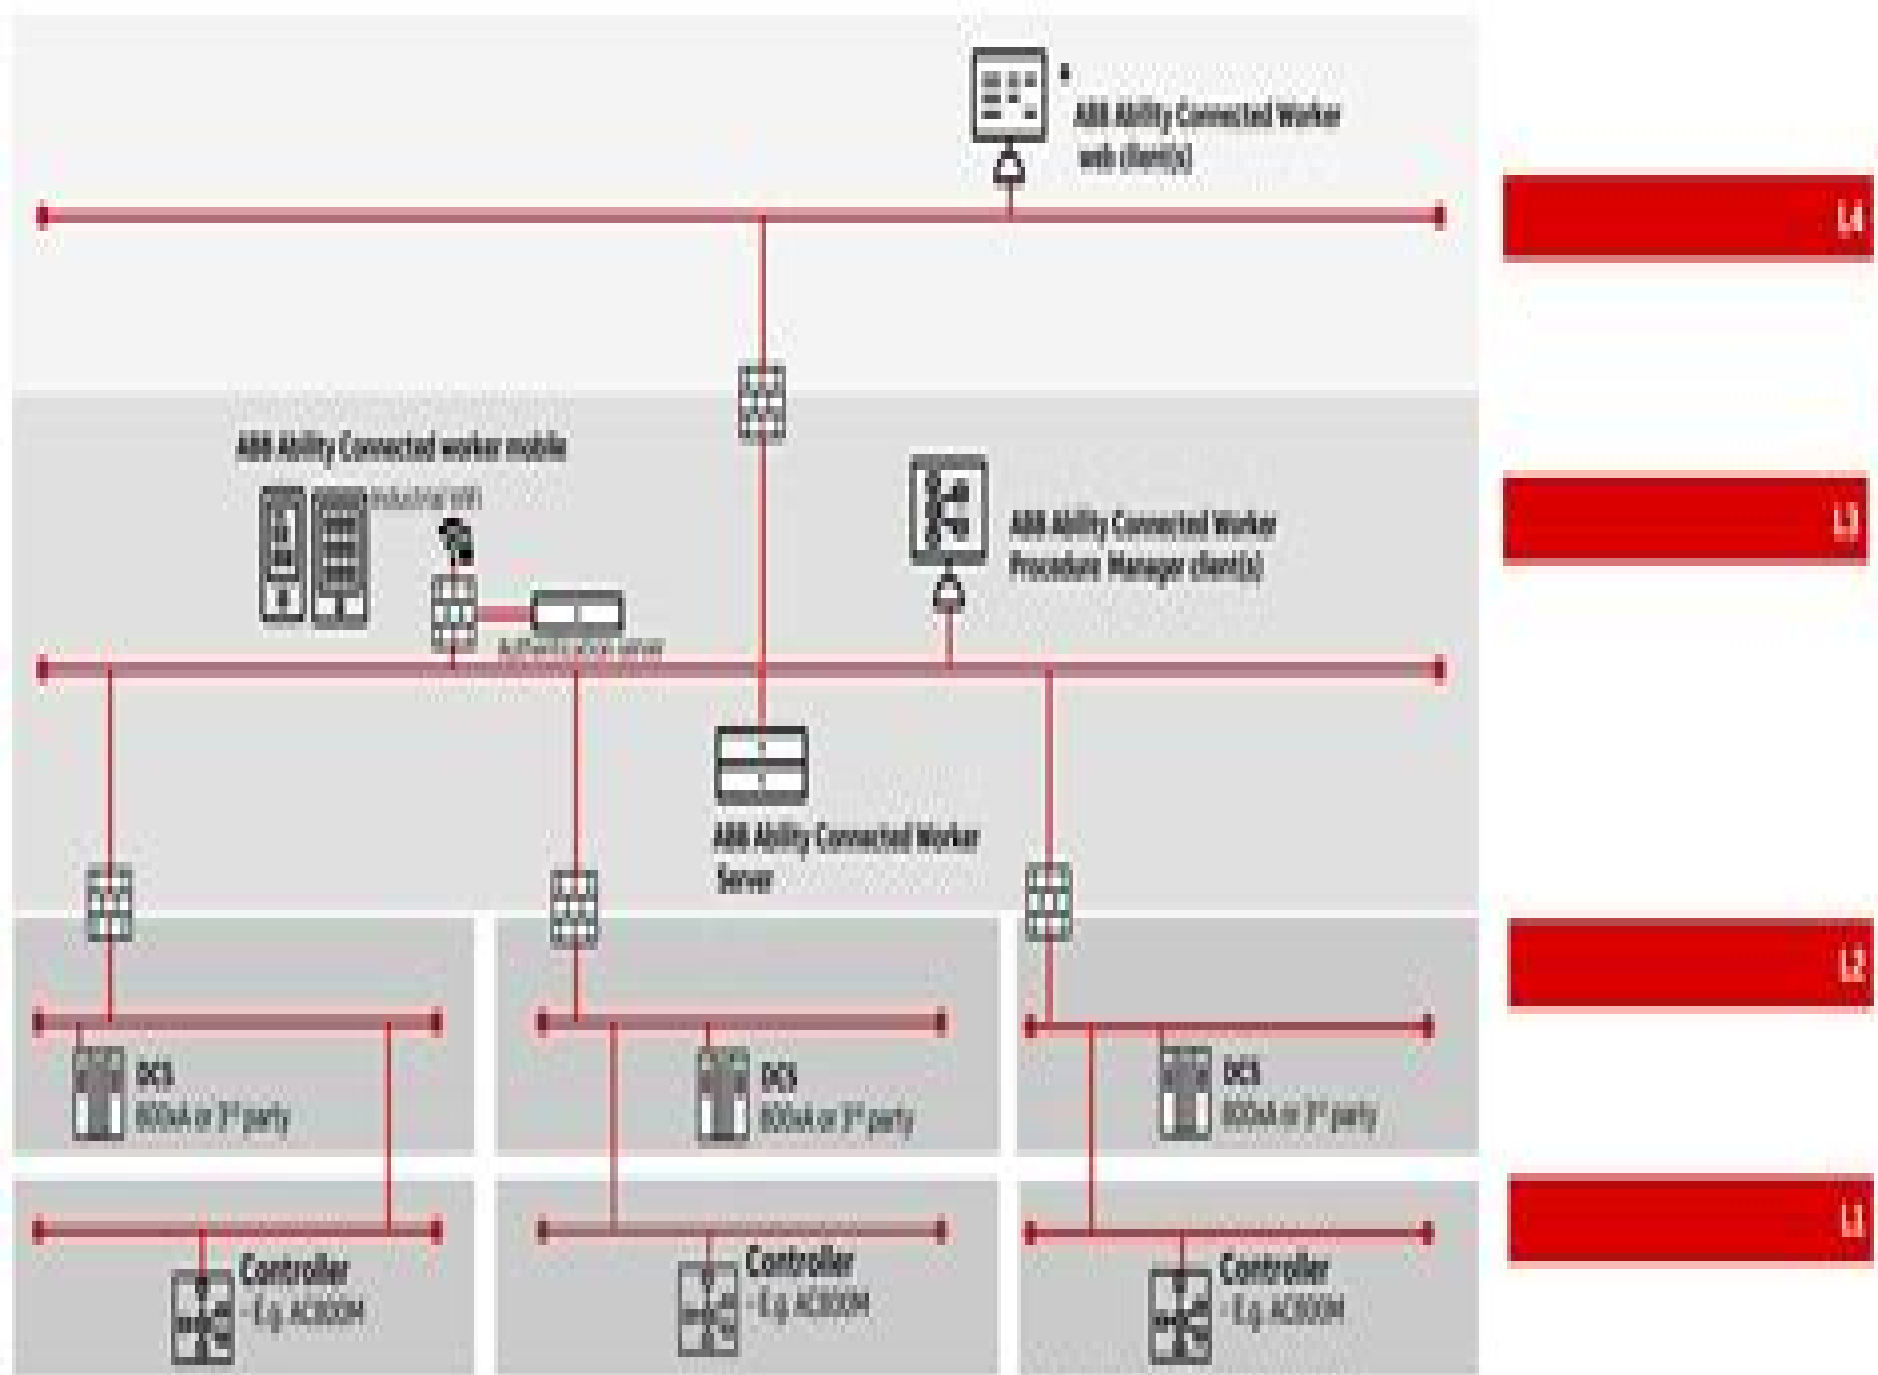 ABB Ability Connected Worker
web client(s)
L4
ABB Ability Connected worker mobile
Industrial WiFi
ABB Ability Connected Worker
Procedure Manager client(s)
L3
Authentication server
ABB Ability Connected Worker
Server
L2
DCS
800xA or 3rd party
DCS
800xA or 3rd party
DCS
800xA or 3rd party
L1
Controller
- E.g. AC800M
Controller
- E.g. AC800M
Controller
- E.g. AC800M